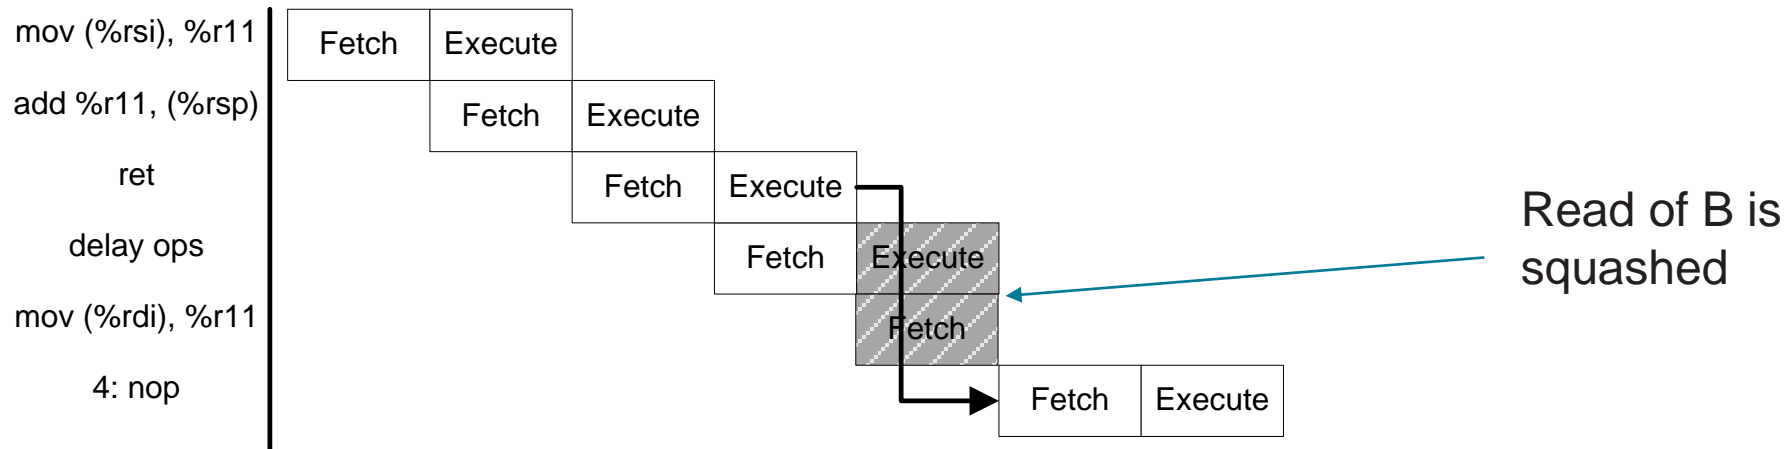 mov (%rsi), %r11
Fetch Execute
add %r11, (%rsp)
Fetch Execute
ret
Fetch Execute
delay ops
Fetch Execute
mov (%rdi), %r11
Fetch
4: nop
Fetch Execute
Read of B is
squashed